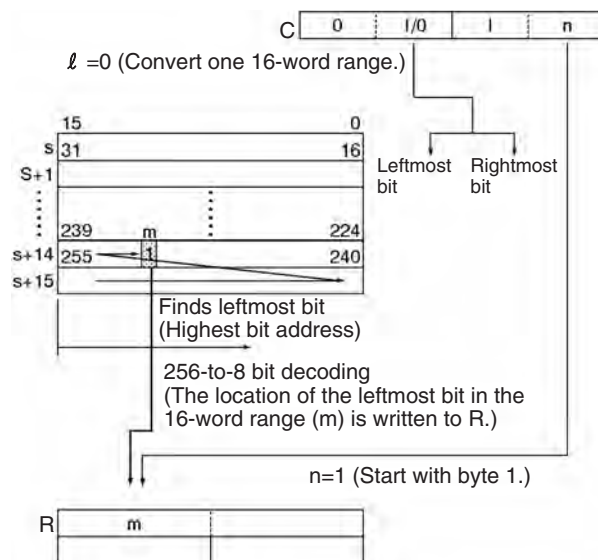 C 0 1/0 l n
ℓ =0 (Convert one 16-word range.)
15 0
s 31 16
S+1
Leftmost bit
Rightmost bit
239 m 224
s+14 255 1 240
s+15
Finds leftmost bit
(Highest bit address)
256-to-8 bit decoding
(The location of the leftmost bit in the
16-word range (m) is written to R.)
n=1 (Start with byte 1.)
R m